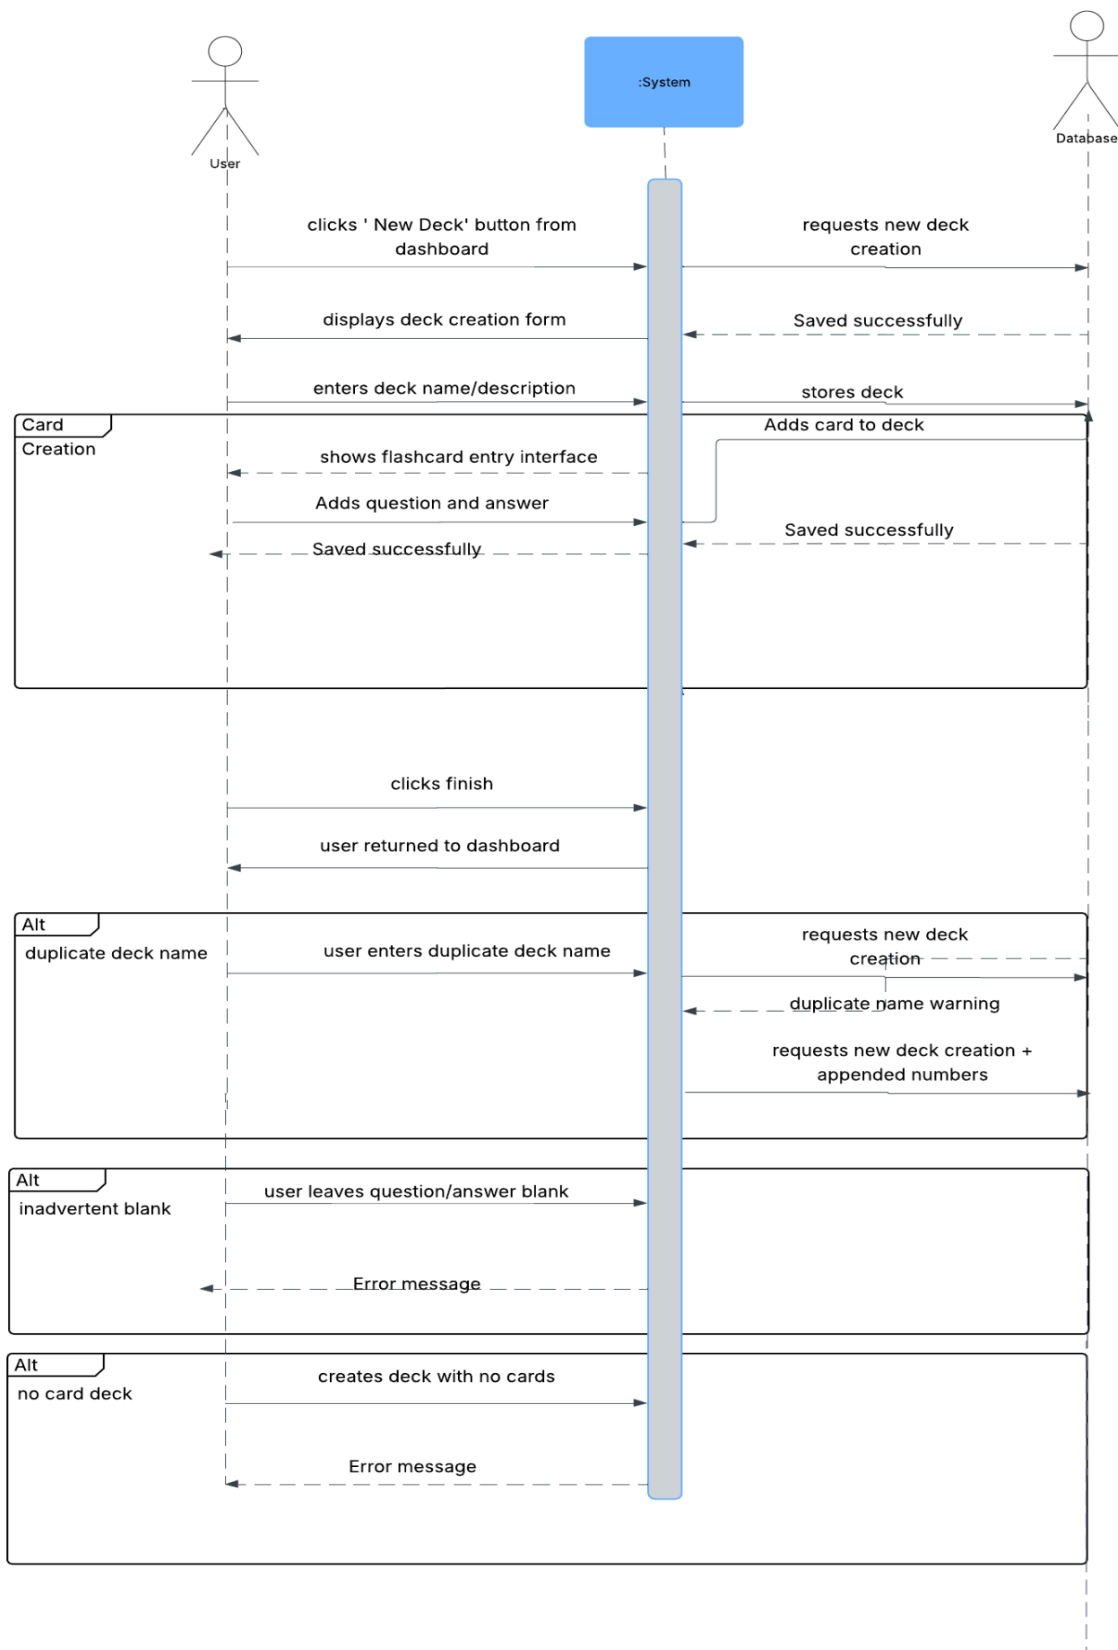 :System
User
Database
clicks ' New Deck' button from
dashboard
requests new deck
creation
displays deck creation form
Saved successfully
enters deck name/description
stores deck
Card
Creation
Adds card to deck
shows flashcard entry interface
Adds question and answer
Saved successfully
Saved successfully
clicks finish
user returned to dashboard
Alt
duplicate deck name
user enters duplicate deck name
requests new deck
creation
duplicate name warning
requests new deck creation +
appended numbers
Alt
inadvertent blank
user leaves question/answer blank
Error message
Alt
no card deck
creates deck with no cards
Error message